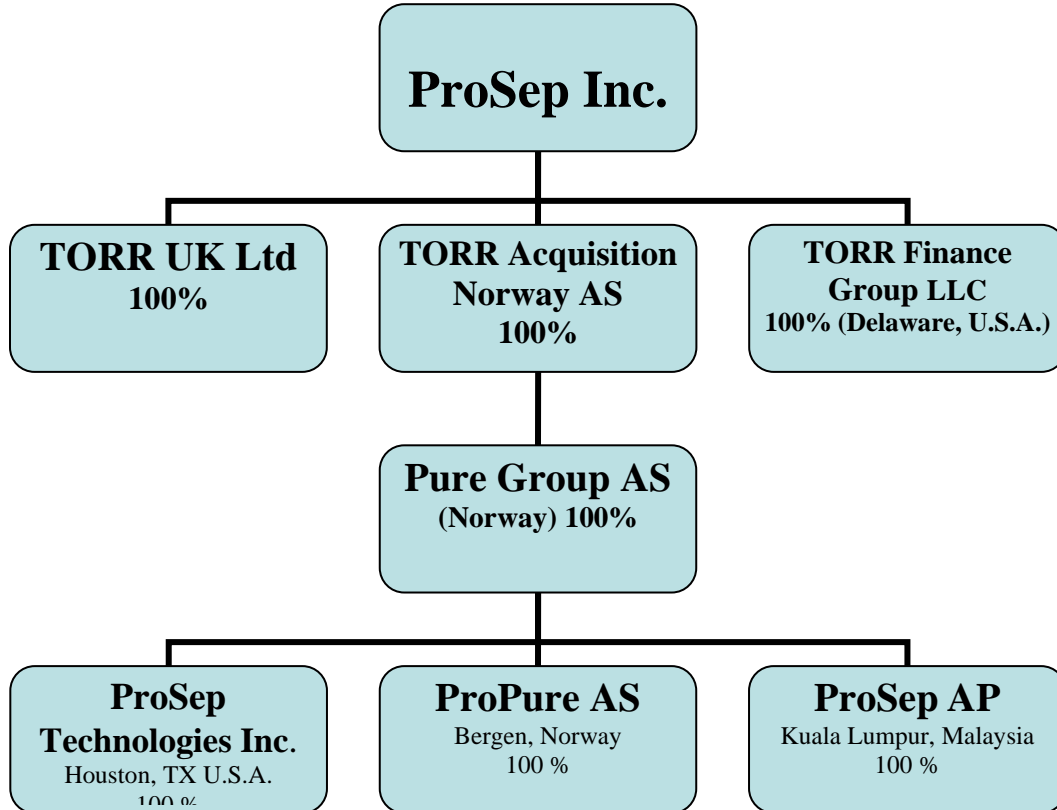 ProSep Inc.
TORR UK Ltd
100%
TORR Acquisition
Norway AS
100%
TORR Finance
Group LLC
100% (Delaware, U.S.A.)
Pure Group AS
(Norway) 100%
ProSep
Technologies Inc.
Houston, TX U.S.A.
100 %
ProPure AS
Bergen, Norway
100 %
ProSep AP
Kuala Lumpur, Malaysia
100 %